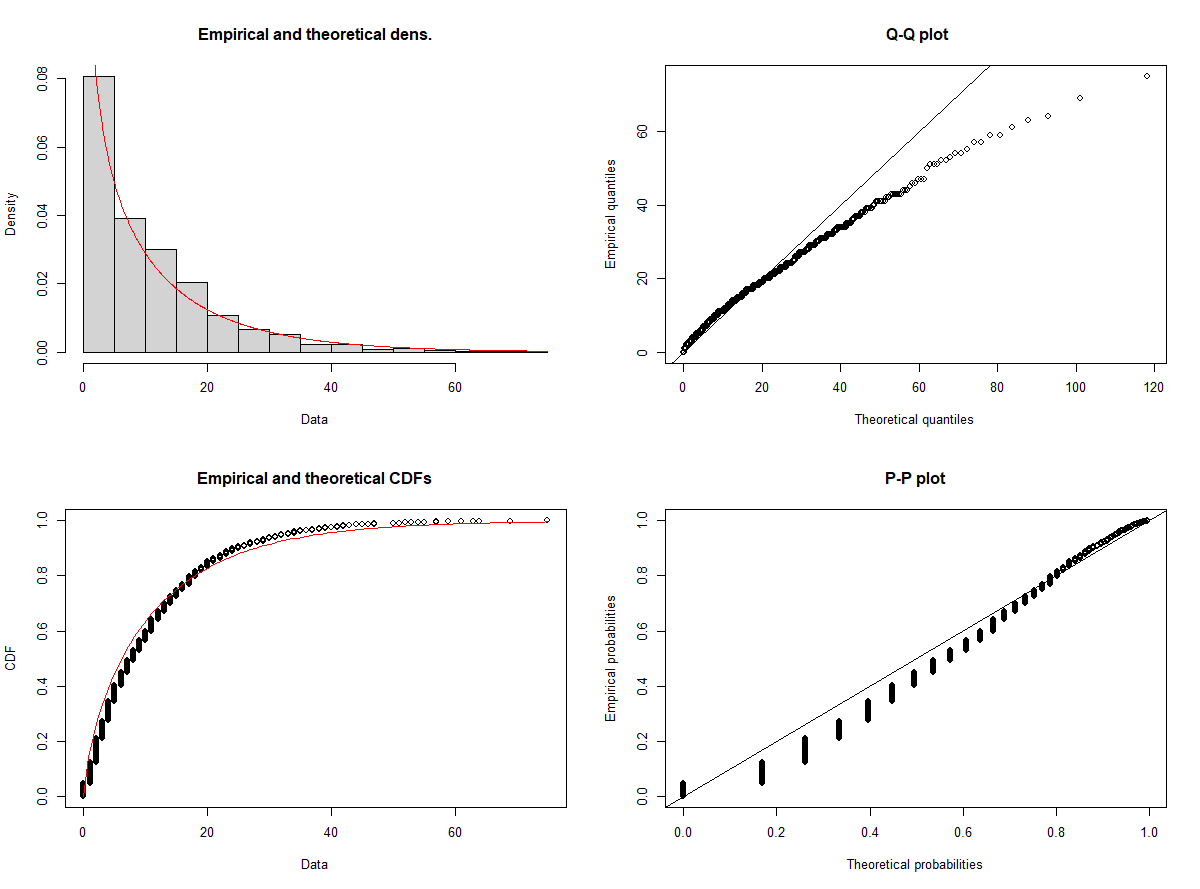 Empirical and theoretical dens.
Density
0.00 0.02 0.04 0.06 0.08
0 20 40 60
Data
Q-Q plot
Empirical quantiles
0 20 40 60
0 20 40 60 80 100 120
Theoretical quantiles
Empirical and theoretical CDFs
CDF
0.0 0.2 0.4 0.6 0.8 1.0
0 20 40 60
Data
P-P plot
Empirical probabilities
0.0 0.2 0.4 0.6 0.8 1.0
0.0 0.2 0.4 0.6 0.8 1.0
Theoretical probabilities